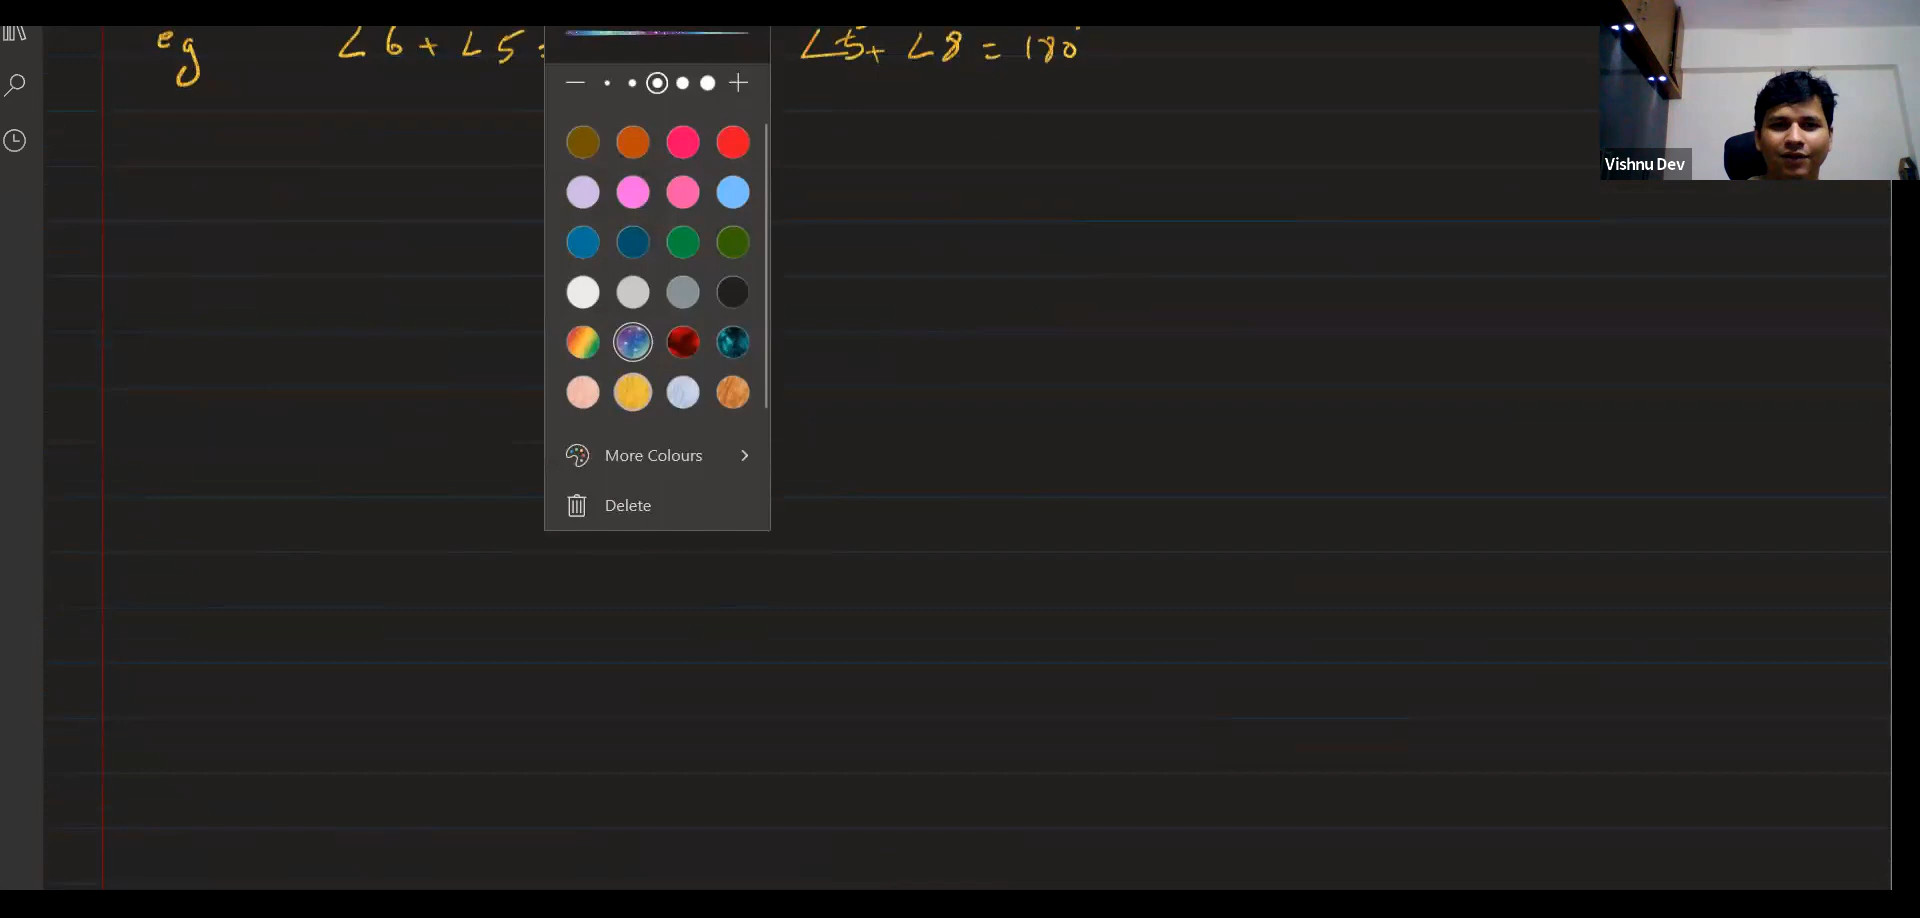 eg ∠6 + ∠5 = ∠5 + ∠8 = 180°
Vishnu Dev
More Colours
Delete